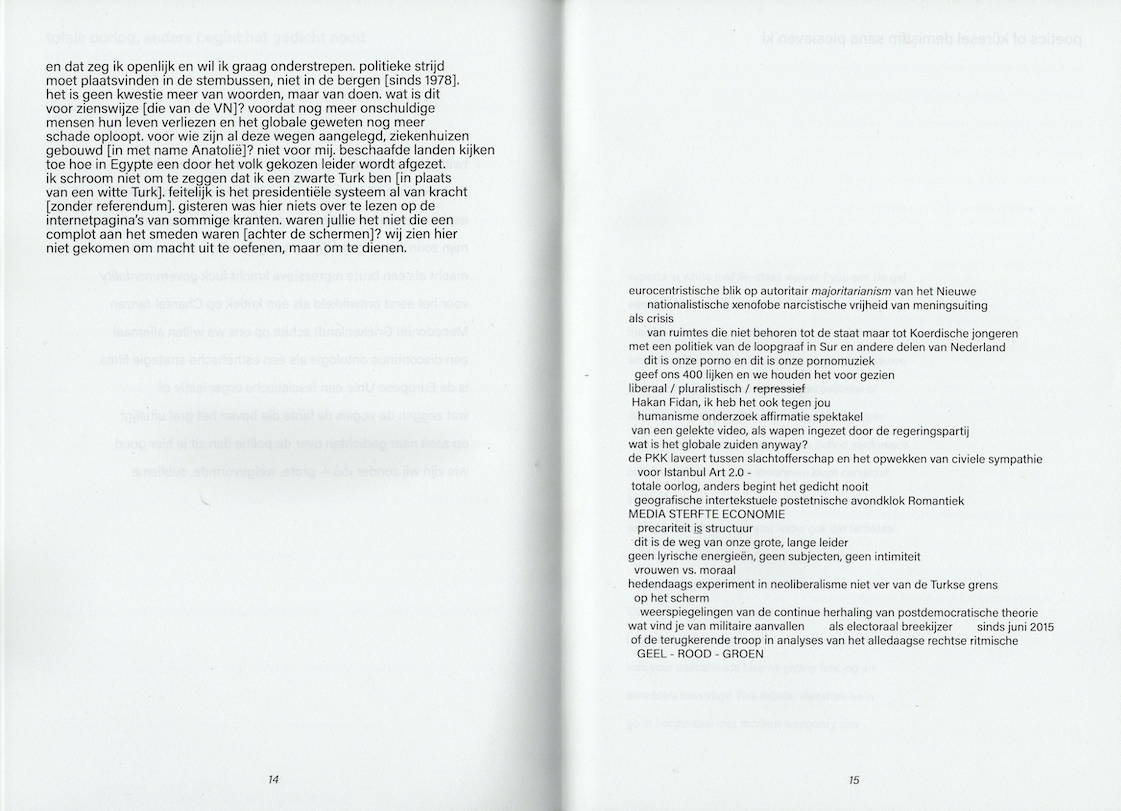 totale oorlog, anders begint het gedicht nooit
en dat zeg ik openlijk en wil ik graag onderstrepen. politieke strijd
moet plaatsvinden in de stembussen, niet in de bergen [sinds 1978].
het is geen kwestie meer van woorden, maar van doen. wat is dit
voor zienswijze [die van de VN]? voordat nog meer onschuldige
mensen hun leven verliezen en het globale geweten nog meer
schade oploopt. voor wie zijn al deze wegen aangelegd, ziekenhuizen
gebouwd [in met name Anatolië]? niet voor mij. beschaafde landen kijken
toe hoe in Egypte een door het volk gekozen leider wordt afgezet.
ik schroom niet om te zeggen dat ik een zwarte Turk ben [in plaats
van een witte Turk]. feitelijk is het presidentiële systeem al van kracht
[zonder referendum]. gisteren was hier niets over te lezen op de
internetpagina's van sommige kranten. waren jullie het niet die een
complot aan het smeden waren [achter de schermen]? wij zien hier
niet gekomen om macht uit te oefenen, maar om te dienen.
14
eurocentristische blik op autoritair majoritarianism van het Nieuwe
nationalistische xenofobe narcistische vrijheid van meningsuiting
als crisis
van ruimtes die niet behoren tot de staat maar tot Koerdische jongeren
met een politiek van de loopgraaf in Sur en andere delen van Nederland
dit is onze porno en dit is onze pornomuziek
geef ons 400 lijken en we houden het voor gezien
liberaal / pluralistisch / repressief
Hakan Fidan, ik heb het ook tegen jou
humanisme onderzoek affirmatie spektakel
van een gelekte video, als wapen ingezet door de regeringspartij
wat is het globale zuiden anyway?
de PKK laveert tussen slachtofferschap en het opwekken van civiele sympathie
voor Istanbul Art 2.0 -
totale oorlog, anders begint het gedicht nooit
geografische intertekstuele postetnische avondklok Romantiek
MEDIA STERFTE ECONOMIE
precariteit is structuur
dit is de weg van onze grote, lange leider
geen lyrische energieën, geen subjecten, geen intimiteit
vrouwen vs. moraal
hedendaags experiment in neoliberalisme niet ver van de Turkse grens
op het scherm
weerspiegelingen van de continue herhaling van postdemocratische theorie
wat vind je van militaire aanvallen als electoraal breekijzer sinds juni 2015
of de terugkerende troop in analyses van het alledaagse rechtse ritmische
GEEL - ROOD - GROEN
15